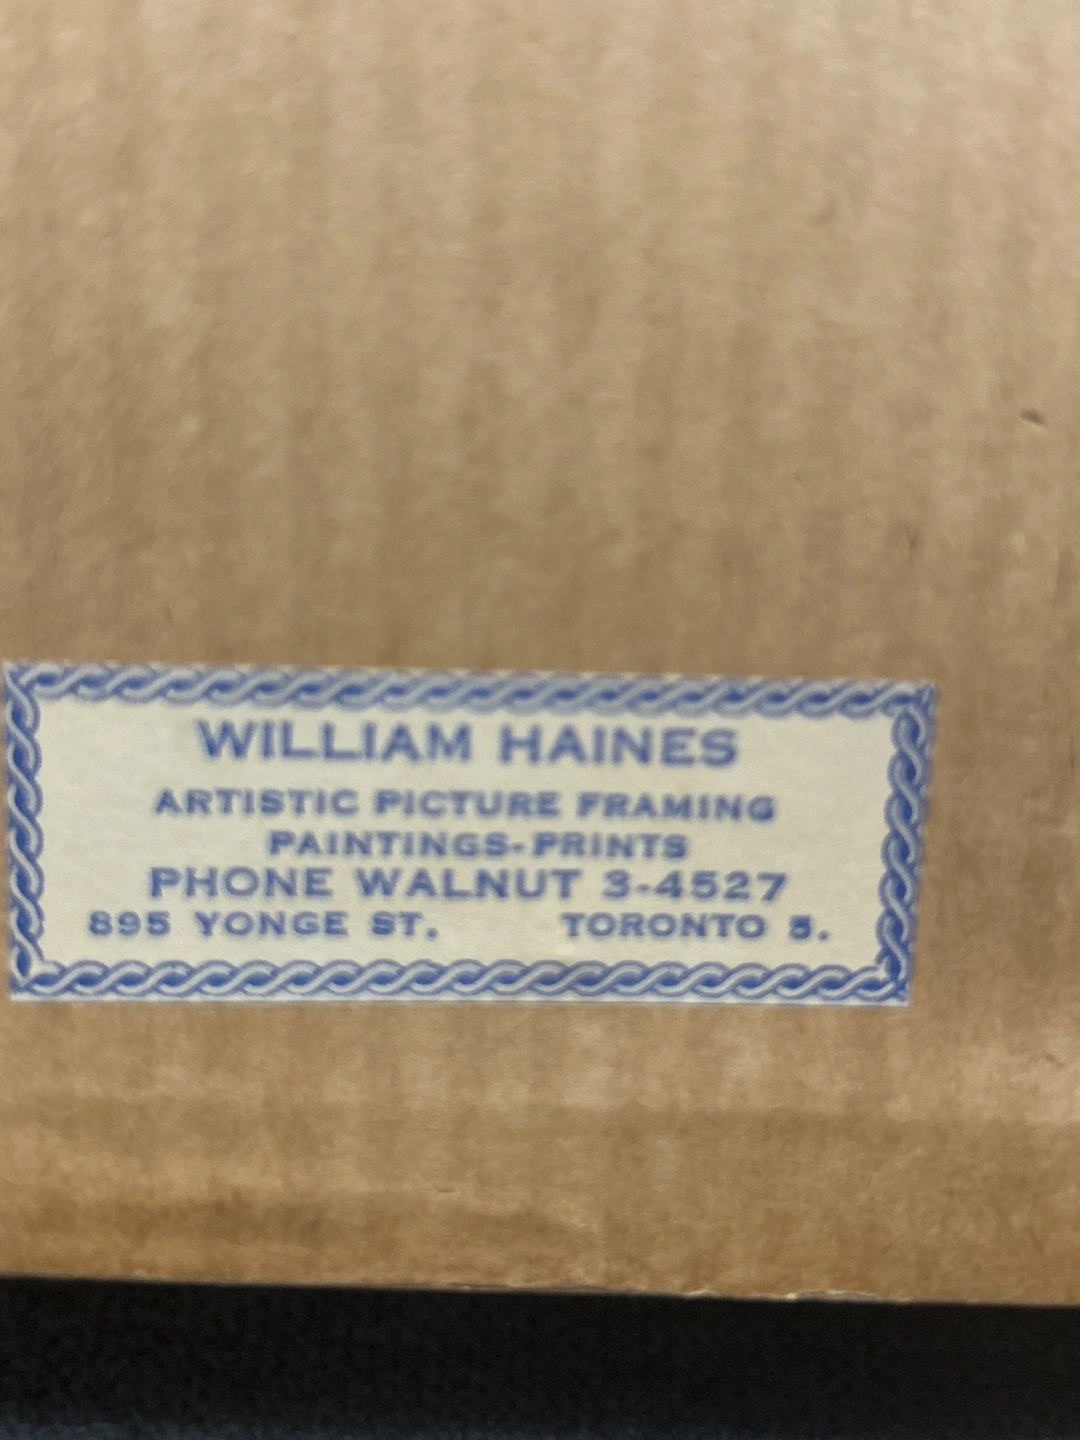 WILLIAM HAINES
ARTISTIC PICTURE FRAMING
PAINTINGS-PRINTS
PHONE WALNUT 3-4527
895 YONGE ST. TORONTO 5.